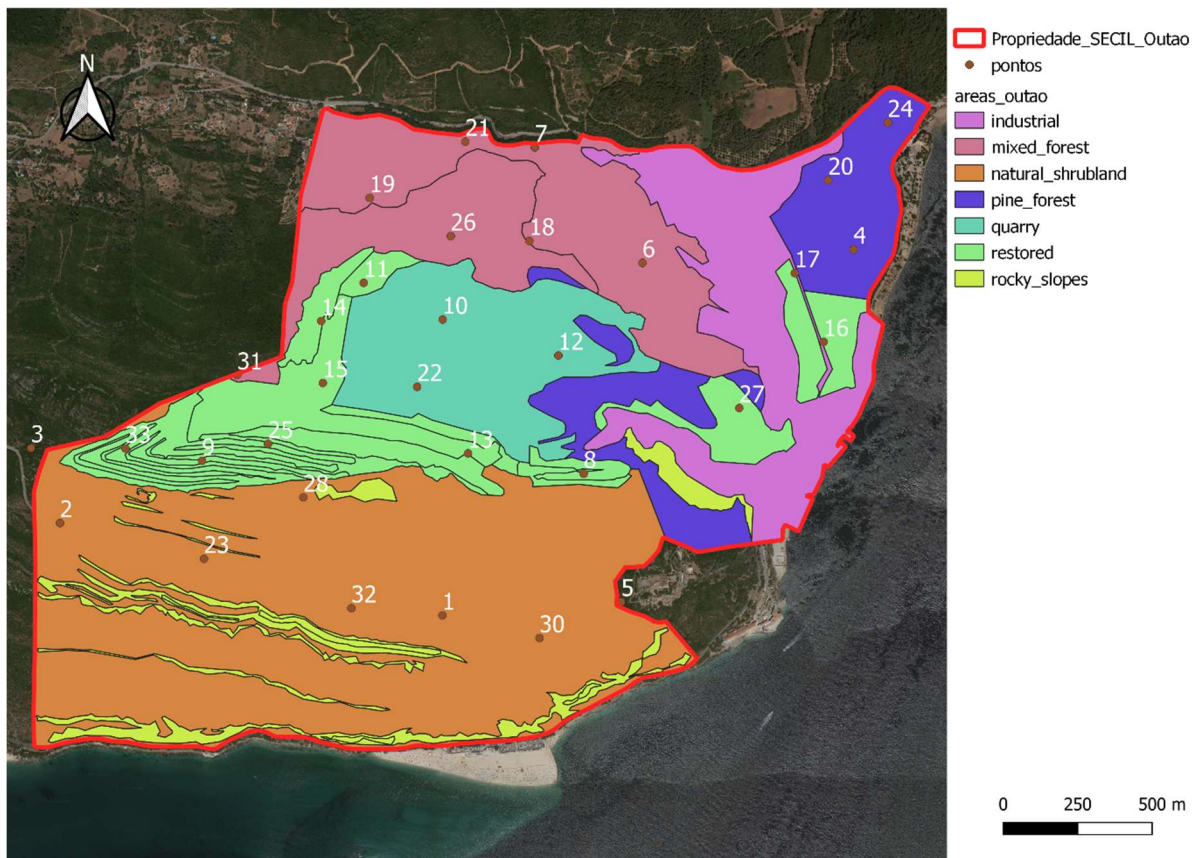 N
Propriedade_SECIL_Outao
pontos
areas_outao
industrial
mixed_forest
natural_shrubland
pine_forest
quarry
restored
rocky_slopes
24
21
7
20
19
26
18
6
4
17
11
10
14
16
12
31
15
22
27
3
33
9
25
13
8
28
2
23
32
1
5
30
0 250 500 m